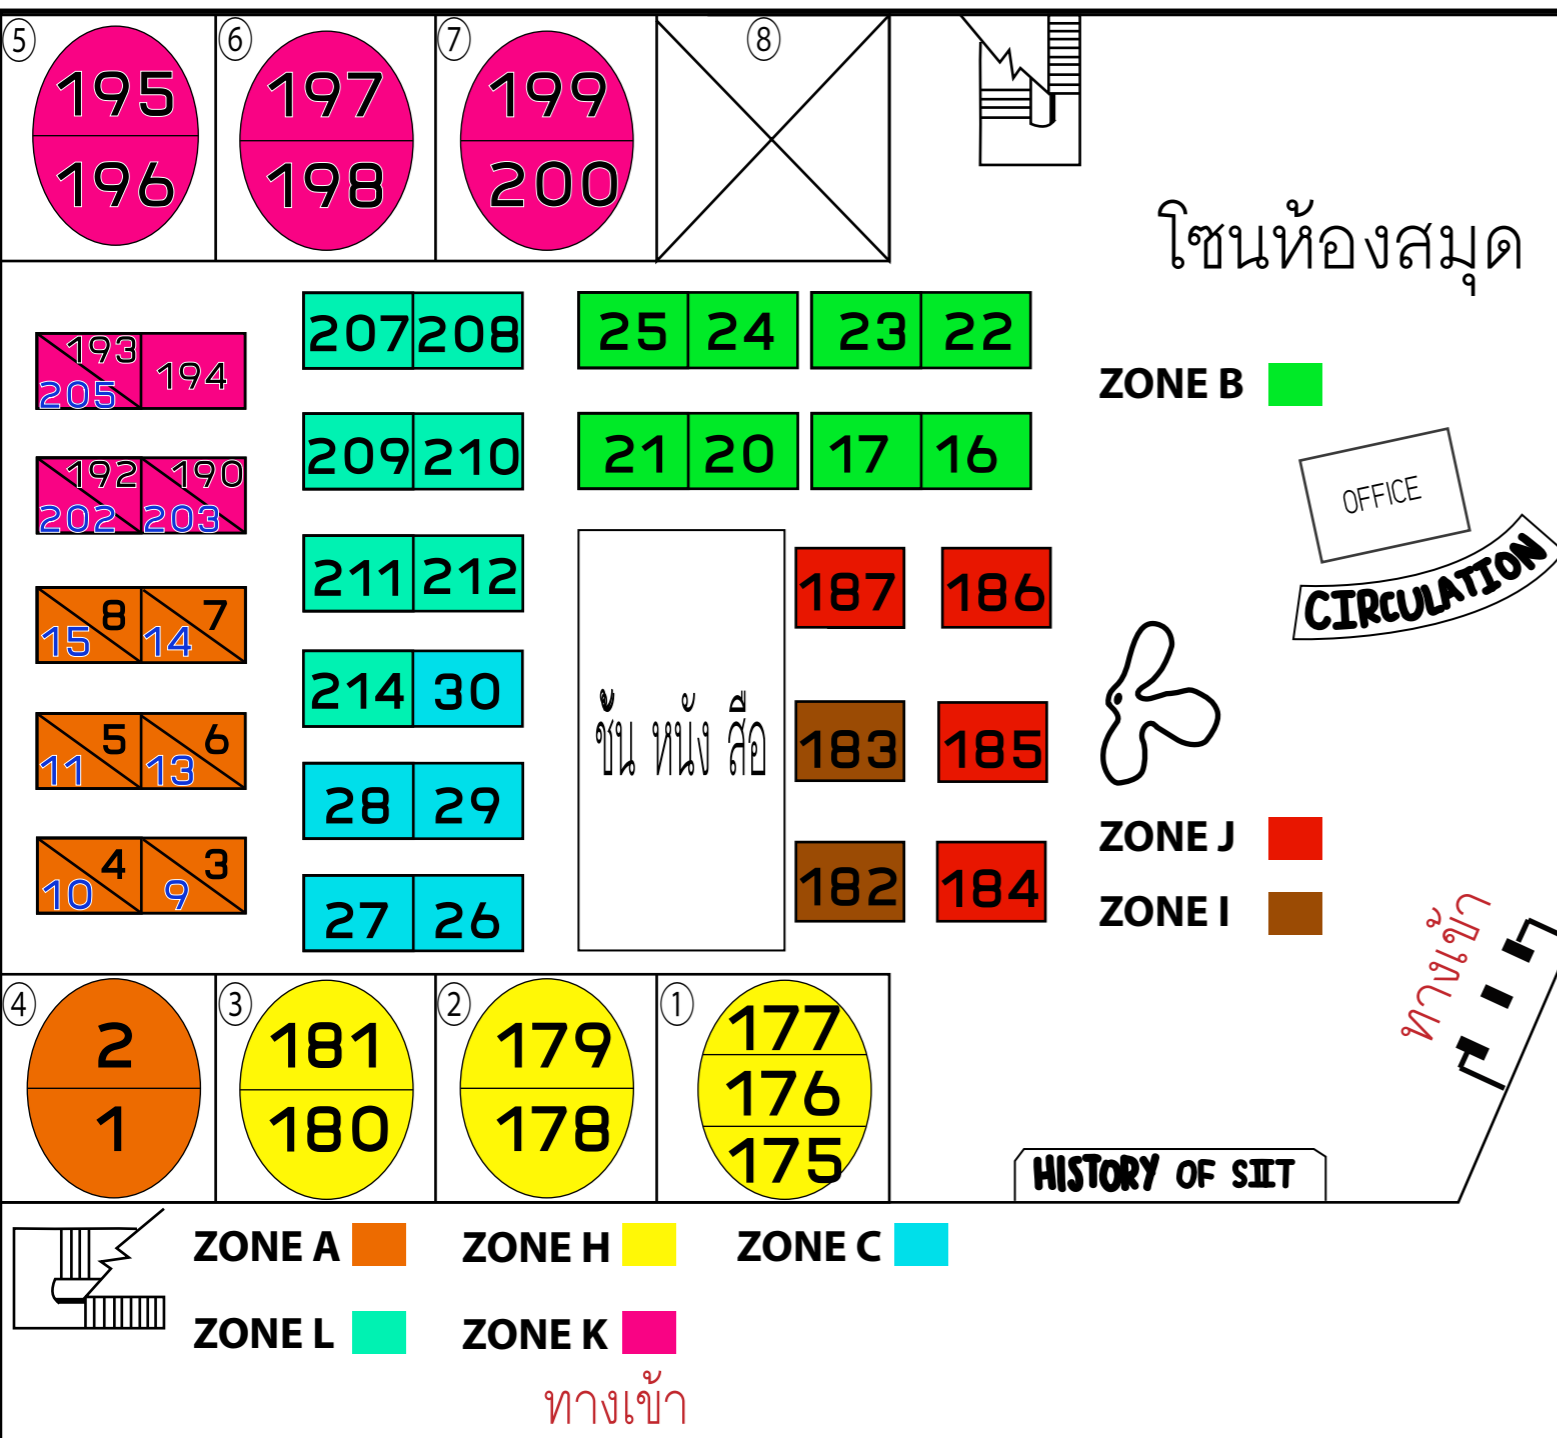 5 6 7 8
195 197 199
196 198 200
โซนห้องสมุด
207 208 25 24 23 22
193 205 194
ZONE B
209 210 21 20 17 16
192 202 190 203
OFFICE
CIRCULATION
211 212 187 186
8 15 7 14
214 30
ชั้น หนัง สือ
183 185
5 11 6 13
28 29
ZONE J
4 10 3 9
182 184
ZONE I
27 26
ทางเข้า
4 3 2 1
2 181 179 177
176
1 180 178 175
HISTORY OF SIIT
ZONE A ZONE H ZONE C
ZONE L ZONE K
ทางเข้า